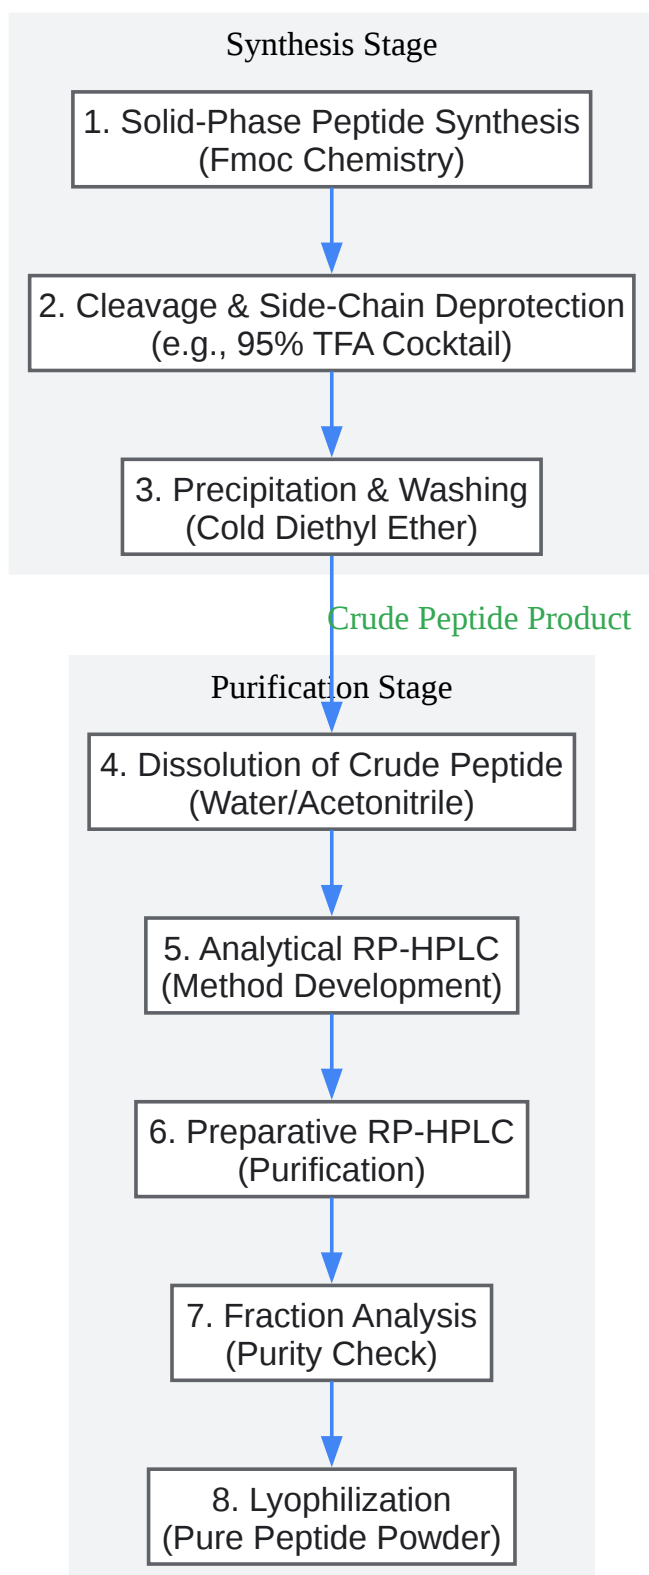 Synthesis Stage
1. Solid-Phase Peptide Synthesis
(Fmoc Chemistry)
2. Cleavage & Side-Chain Deprotection
(e.g., 95% TFA Cocktail)
3. Precipitation & Washing
(Cold Diethyl Ether)
Crude Peptide Product
Purification Stage
4. Dissolution of Crude Peptide
(Water/Acetonitrile)
5. Analytical RP-HPLC
(Method Development)
6. Preparative RP-HPLC
(Purification)
7. Fraction Analysis
(Purity Check)
8. Lyophilization
(Pure Peptide Powder)